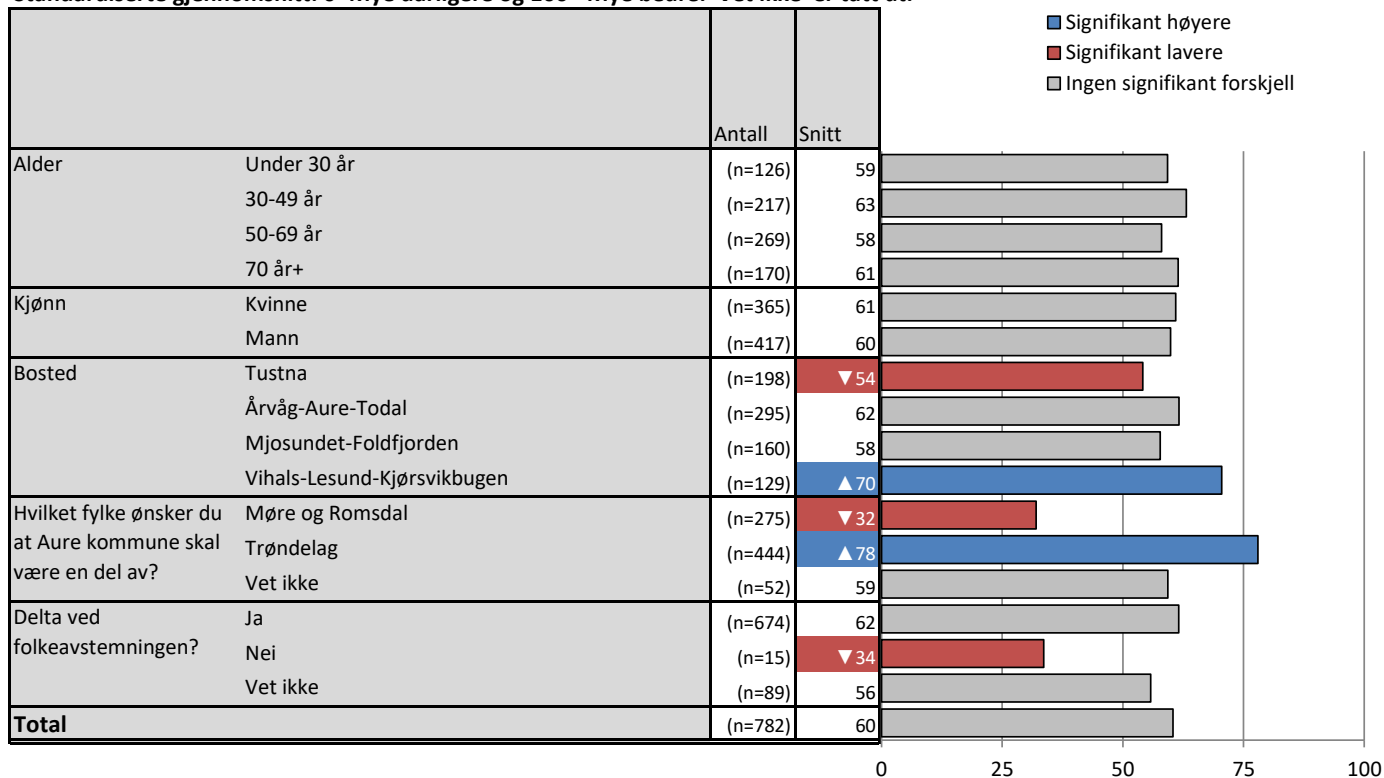 Signifikant høyere
Signifikant lavere
Ingen signifikant forskjell
Antall Snitt
Alder Under 30 år (n=126) 59
30-49 år (n=217) 63
50-69 år (n=269) 58
70 år+ (n=170) 61
Kjønn Kvinne (n=365) 61
Mann (n=417) 60
Bosted Tustna (n=198) ▼54
Årvåg-Aure-Todal (n=295) 62
Mjosundet-Foldfjorden (n=160) 58
Vihals-Lesund-Kjørsvikbugen (n=129) ▲70
Hvilket fylke ønsker du Møre og Romsdal (n=275) ▼32
at Aure kommune skal Trøndelag (n=444) ▲78
være en del av? Vet ikke (n=52) 59
Delta ved Ja (n=674) 62
folkeavstemningen? Nei (n=15) ▼34
Vet ikke (n=89) 56
Total (n=782) 60
0 25 50 75 100